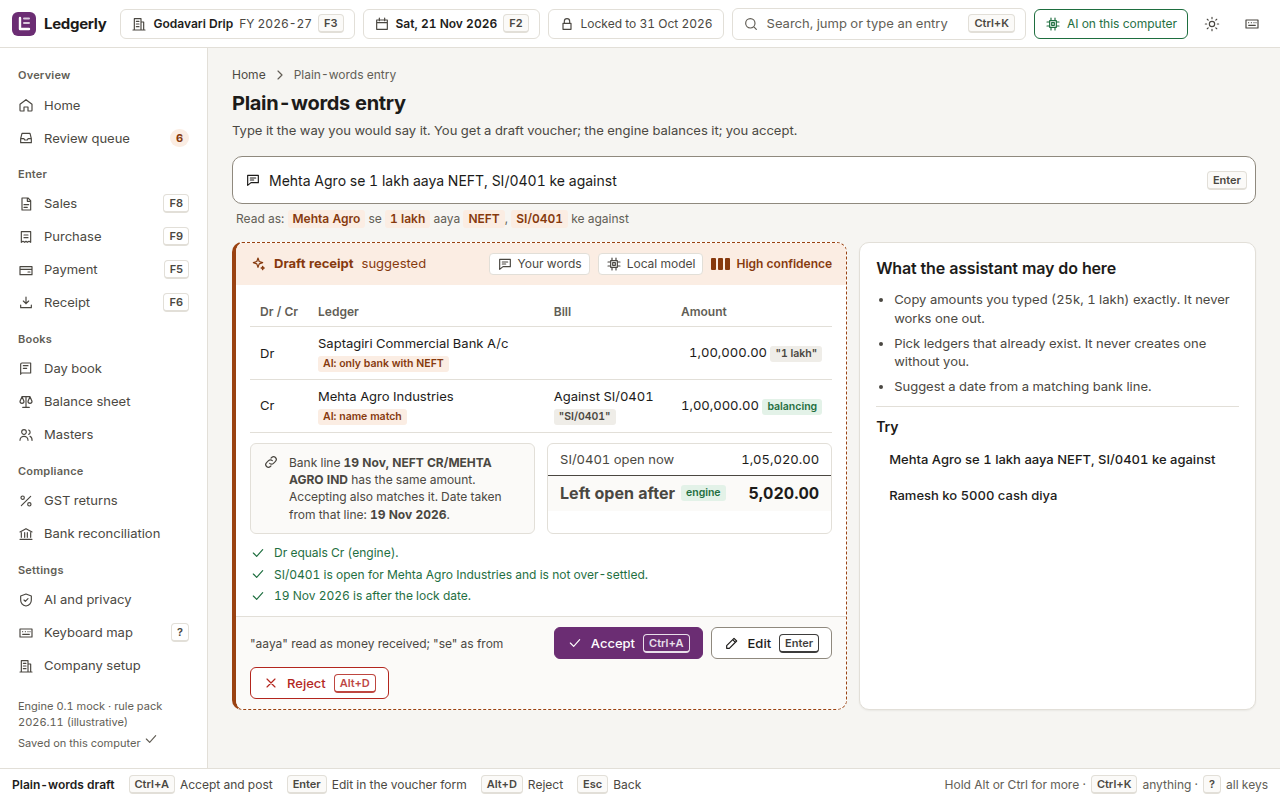 Ledgerly
Godavari Drip FY 2026-27 F3
Sat, 21 Nov 2026 F2
Locked to 31 Oct 2026
Search, jump or type an entry Ctrl+K
AI on this computer
Overview
Home
Review queue 6
Enter
Sales F8
Purchase F9
Payment F5
Receipt F6
Books
Day book
Balance sheet
Masters
Compliance
GST returns
Bank reconciliation
Settings
AI and privacy
Keyboard map ?
Company setup
Engine 0.1 mock · rule pack
2026.11 (illustrative)
Saved on this computer
Home Plain-words entry
Plain-words entry
Type it the way you would say it. You get a draft voucher; the engine balances it; you accept.
Mehta Agro se 1 lakh aaya NEFT, SI/0401 ke against Enter
Read as: Mehta Agro se 1 lakh aaya NEFT , SI/0401 ke against
Draft receipt suggested Your words Local model High confidence
Dr / Cr Ledger Bill Amount
Dr Saptagiri Commercial Bank A/c 1,00,000.00 "1 lakh"
AI: only bank with NEFT
Cr Mehta Agro Industries Against SI/0401 1,00,000.00 balancing
AI: name match "SI/0401"
Bank line 19 Nov, NEFT CR/MEHTA
AGRO IND has the same amount.
Accepting also matches it. Date taken
from that line: 19 Nov 2026.
SI/0401 open now 1,05,020.00
Left open after engine 5,020.00
Dr equals Cr (engine).
SI/0401 is open for Mehta Agro Industries and is not over-settled.
19 Nov 2026 is after the lock date.
"aaya" read as money received; "se" as from
Accept Ctrl+A
Edit Enter
Reject Alt+D
What the assistant may do here
• Copy amounts you typed (25k, 1 lakh) exactly. It never
works one out.
• Pick ledgers that already exist. It never creates one
without you.
• Suggest a date from a matching bank line.
Try
Mehta Agro se 1 lakh aaya NEFT, SI/0401 ke against
Ramesh ko 5000 cash diya
Plain-words draft Ctrl+A Accept and post Enter Edit in the voucher form Alt+D Reject Esc Back
Hold Alt or Ctrl for more · Ctrl+K anything · ? all keys